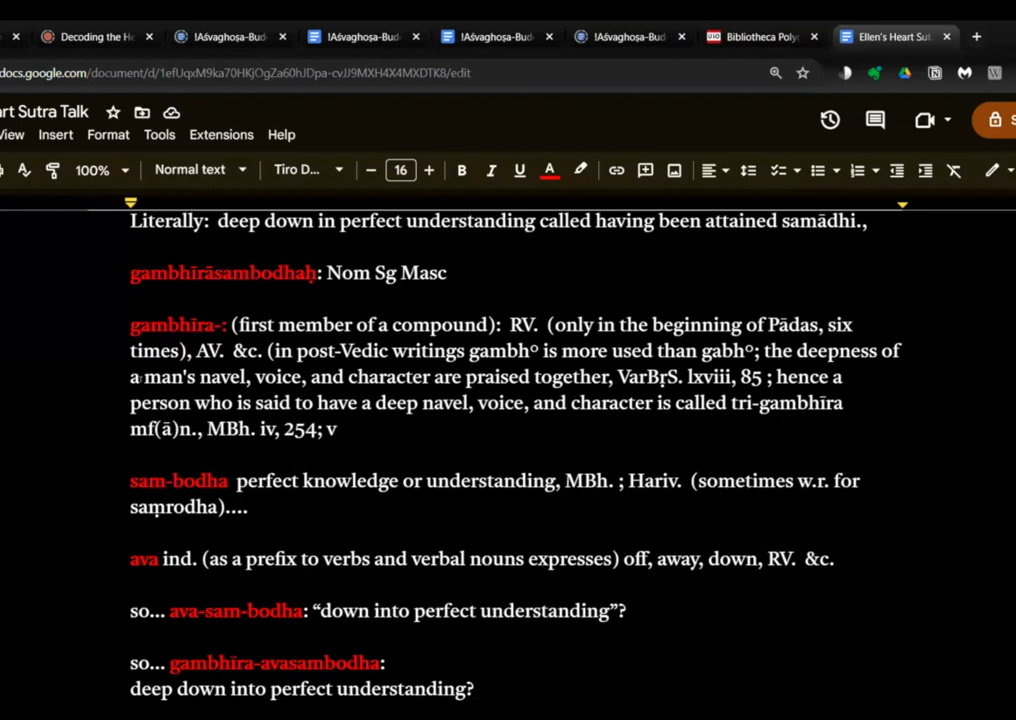 Decoding the He
!Aśvaghoṣa-Bud
!Aśvaghoṣa-Bud
!Aśvaghoṣa-Bud
!Aśvaghoṣa-Bud
UiO Bibliotheca Polyg
Ellen's Heart Sut
docs.google.com/document/d/1efUqxM9ka70HKjOgZa60hJDpa-cvJJ9MXH4X4MXDTK8/edit
rt Sutra Talk
View Insert Format Tools Extensions Help
100% Normal text Tiro D... 16 B I U A
Literally: deep down in perfect understanding called having been attained samādhi.,
gambhīrāsambodhaḥ: Nom Sg Masc
gambhīra-: (first member of a compound): RV. (only in the beginning of Pādas, six
times), AV. &c. (in post-Vedic writings gambh° is more used than gabh°; the deepness of
a man's navel, voice, and character are praised together, VarBṛS. lxviii, 85 ; hence a
person who is said to have a deep navel, voice, and character is called tri-gambhīra
mf(ā)n., MBh. iv, 254; v
sam-bodha perfect knowledge or understanding, MBh. ; Hariv. (sometimes w.r. for
saṃrodha)....
ava ind. (as a prefix to verbs and verbal nouns expresses) off, away, down, RV. &c.
so... ava-sam-bodha: “down into perfect understanding”?
so... gambhīra-avasambodha:
deep down into perfect understanding?